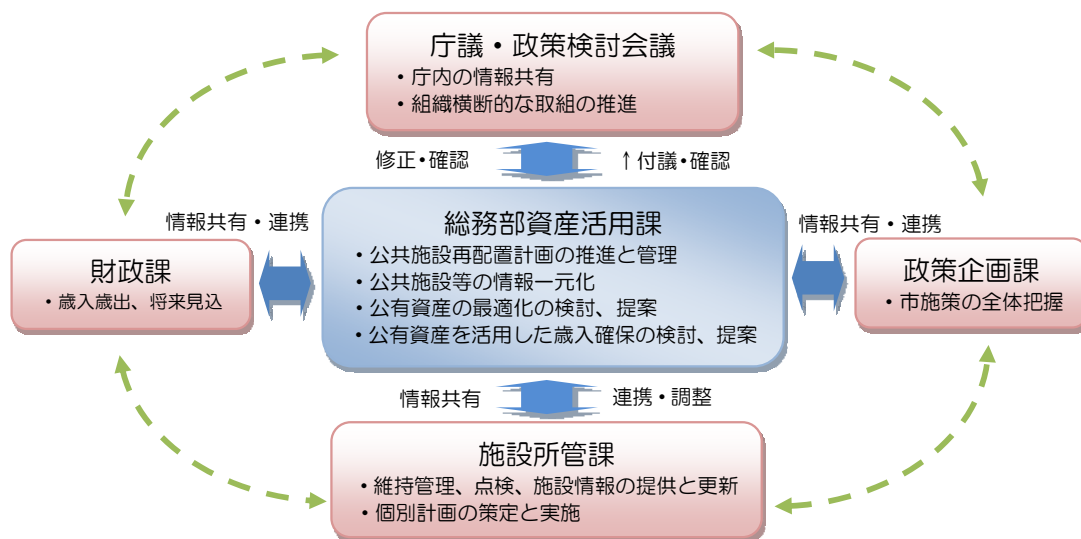 庁議・政策検討会議
・庁内の情報共有
・組織横断的な取組の推進
修正・確認
↑付議・確認
情報共有・連携
総務部資産活用課
・公共施設再配置計画の推進と管理
・公共施設等の情報一元化
・公有資産の最適化の検討、提案
・公有資産を活用した歳入確保の検討、提案
情報共有・連携
財政課
・歳入歳出、将来見込
政策企画課
・市施策の全体把握
情報共有
連携・調整
施設所管課
・維持管理、点検、施設情報の提供と更新
・個別計画の策定と実施